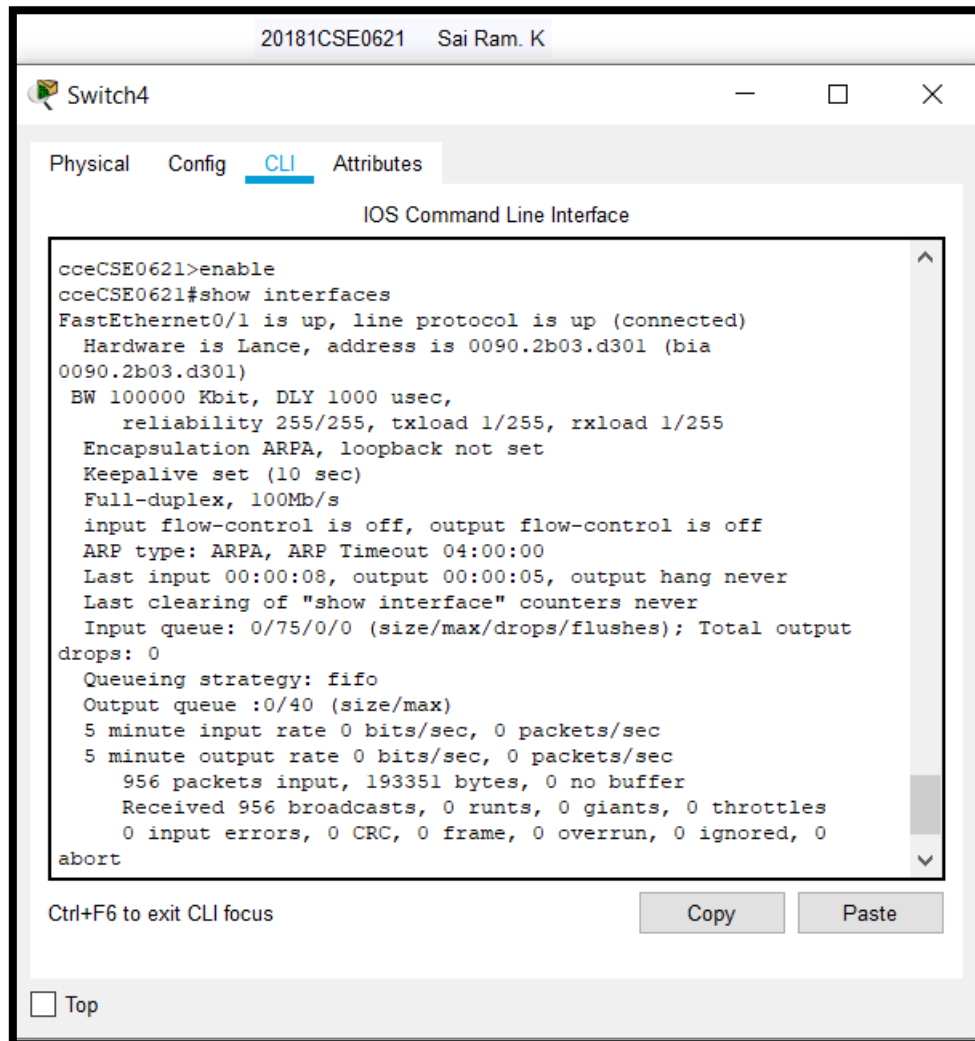 20181CSE0621 Sai Ram. K
Switch4
Physical Config CLI Attributes
IOS Command Line Interface
cceCSE0621>enable
cceCSE0621#show interfaces
FastEthernet0/1 is up, line protocol is up (connected)
Hardware is Lance, address is 0090.2b03.d301 (bia
0090.2b03.d301)
BW 100000 Kbit, DLY 1000 usec,
reliability 255/255, txload 1/255, rxload 1/255
Encapsulation ARPA, loopback not set
Keepalive set (10 sec)
Full-duplex, 100Mb/s
input flow-control is off, output flow-control is off
ARP type: ARPA, ARP Timeout 04:00:00
Last input 00:00:08, output 00:00:05, output hang never
Last clearing of "show interface" counters never
Input queue: 0/75/0/0 (size/max/drops/flushes); Total output
drops: 0
Queueing strategy: fifo
Output queue :0/40 (size/max)
5 minute input rate 0 bits/sec, 0 packets/sec
5 minute output rate 0 bits/sec, 0 packets/sec
956 packets input, 193351 bytes, 0 no buffer
Received 956 broadcasts, 0 runts, 0 giants, 0 throttles
0 input errors, 0 CRC, 0 frame, 0 overrun, 0 ignored, 0
abort
Ctrl+F6 to exit CLI focus
Copy Paste
Top